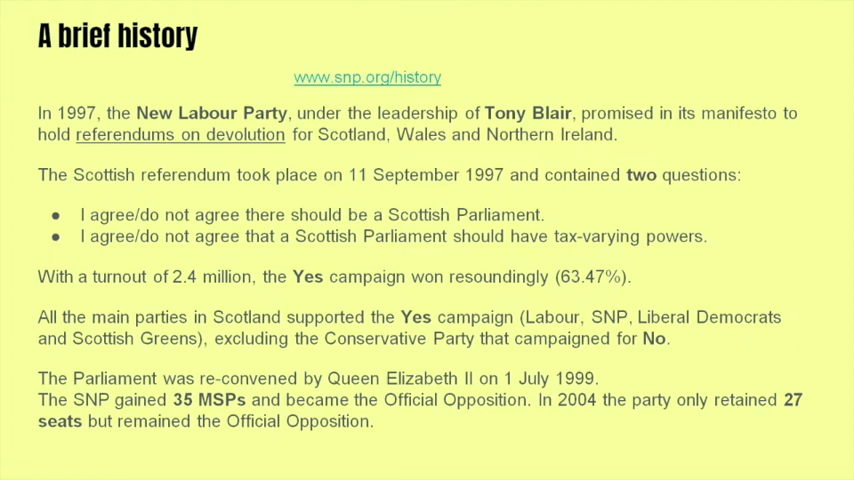 A brief history
www.snp.org/history
In 1997, the New Labour Party, under the leadership of Tony Blair, promised in its manifesto to
hold referendums on devolution for Scotland, Wales and Northern Ireland.
The Scottish referendum took place on 11 September 1997 and contained two questions:
● I agree/do not agree there should be a Scottish Parliament.
● I agree/do not agree that a Scottish Parliament should have tax-varying powers.
With a turnout of 2.4 million, the Yes campaign won resoundingly (63.47%).
All the main parties in Scotland supported the Yes campaign (Labour, SNP, Liberal Democrats
and Scottish Greens), excluding the Conservative Party that campaigned for No.
The Parliament was re-convened by Queen Elizabeth II on 1 July 1999.
The SNP gained 35 MSPs and became the Official Opposition. In 2004 the party only retained 27
seats but remained the Official Opposition.